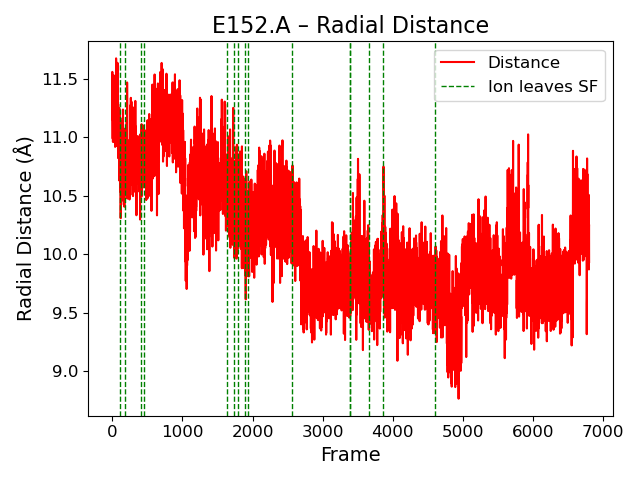 E152.A – Radial Distance
Distance
Ion leaves SF
11.5
11.0
10.5
10.0
9.5
9.0
Radial Distance (Å)
0
1000
2000
3000
4000
5000
6000
7000
Frame